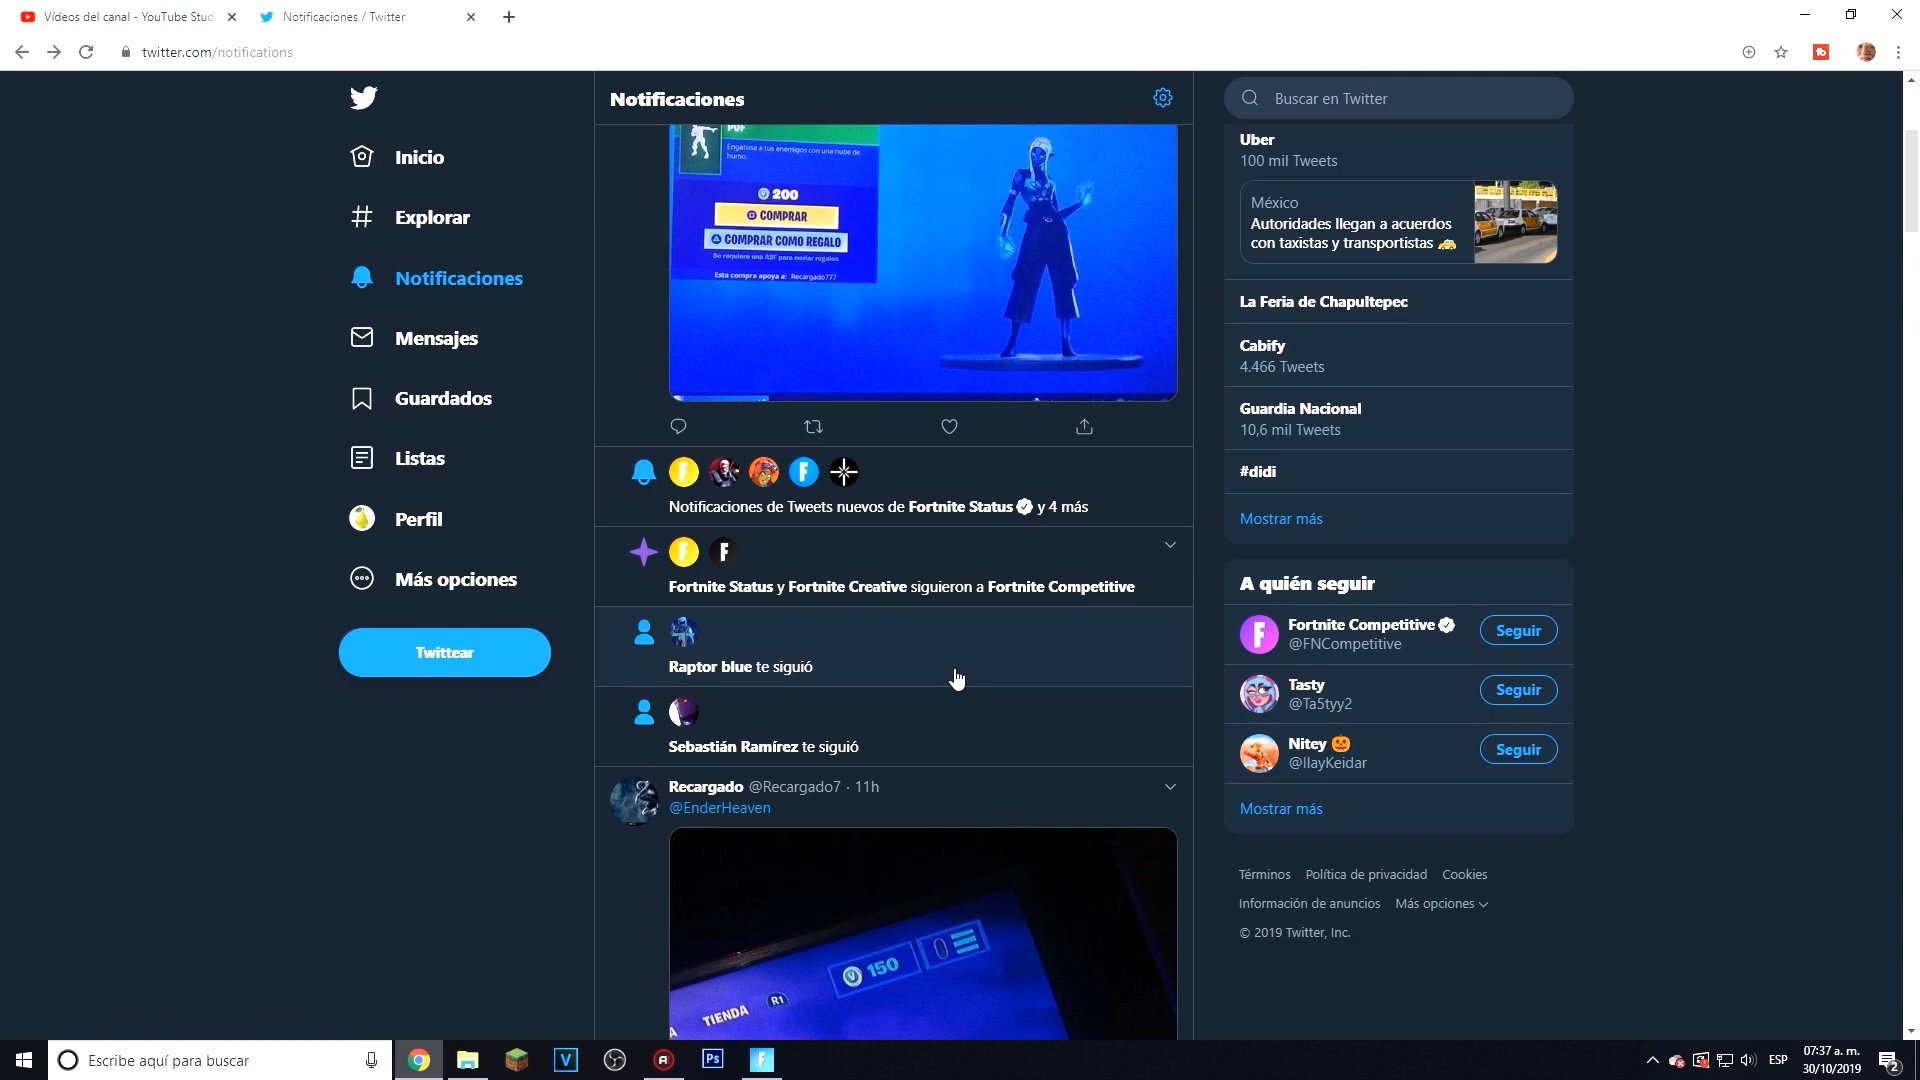 Vídeos del canal - YouTube Stud
Notificaciones / Twitter
twitter.com/notifications
Inicio
Explorar
Notificaciones
Mensajes
Guardados
Listas
Perfil
Más opciones
Twittear
Notificaciones
PUF
Engatusa a tus enemigos con una nube de
humo.
200
COMPRAR
COMPRAR COMO REGALO
Se requiere una A2F para enviar regalos
Esta compra apoya a: Recargado777
Notificaciones de Tweets nuevos de Fortnite Status y 4 más
Fortnite Status y Fortnite Creative siguieron a Fortnite Competitive
Raptor blue te siguió
Sebastián Ramírez te siguió
Recargado @Recargado7 · 11h
@EnderHeaven
150
0
TIENDA
R1
Buscar en Twitter
Uber
100 mil Tweets
México
Autoridades llegan a acuerdos
con taxistas y transportistas 🚕
La Feria de Chapultepec
Cabify
4.466 Tweets
Guardia Nacional
10,6 mil Tweets
#didi
Mostrar más
A quién seguir
Fortnite Competitive
@FNCompetitive
Seguir
Tasty
@Ta5tyy2
Seguir
Nitey 🎃
@IlayKeidar
Seguir
Mostrar más
Términos Política de privacidad Cookies
Información de anuncios Más opciones
© 2019 Twitter, Inc.
Escribe aquí para buscar
Ps
ESP
07:37 a. m.
30/10/2019
2